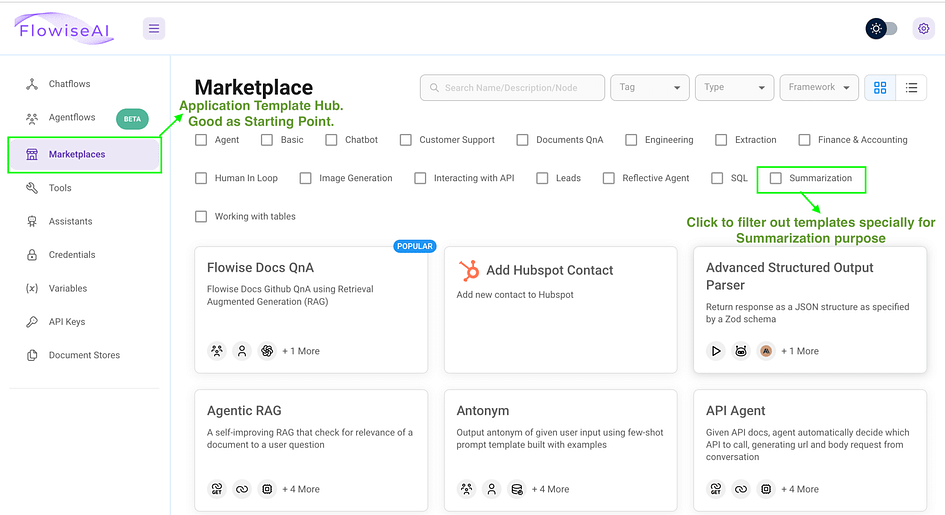 FlowiseAI
Chatflows
Agentflows
BETA
Marketplaces
Tools
Assistants
Credentials
Variables
API Keys
Document Stores
Marketplace
Search Name/Description/Node
Tag
Type
Framework
Application Template Hub.
Good as Starting Point.
Agent
Basic
Chatbot
Customer Support
Documents QnA
Engineering
Extraction
Finance & Accounting
Human In Loop
Image Generation
Interacting with API
Leads
Reflective Agent
SQL
Summarization
Working with tables
Click to filter out templates specially for
Summarization purpose
POPULAR
Flowise Docs QnA
Flowise Docs Github QnA using Retrieval
Augmented Generation (RAG)
+ 1 More
Add Hubspot Contact
Add new contact to Hubspot
Advanced Structured Output
Parser
Return response as a JSON structure as specified
by a Zod schema
+ 1 More
Agentic RAG
A self-improving RAG that check for relevance of a
document to a user question
GET
+ 4 More
Antonym
Output antonym of given user input using few-shot
prompt template built with examples
+ 4 More
API Agent
Given API docs, agent automatically decide which
API to call, generating url and body request from
conversation
GET
+ 4 More